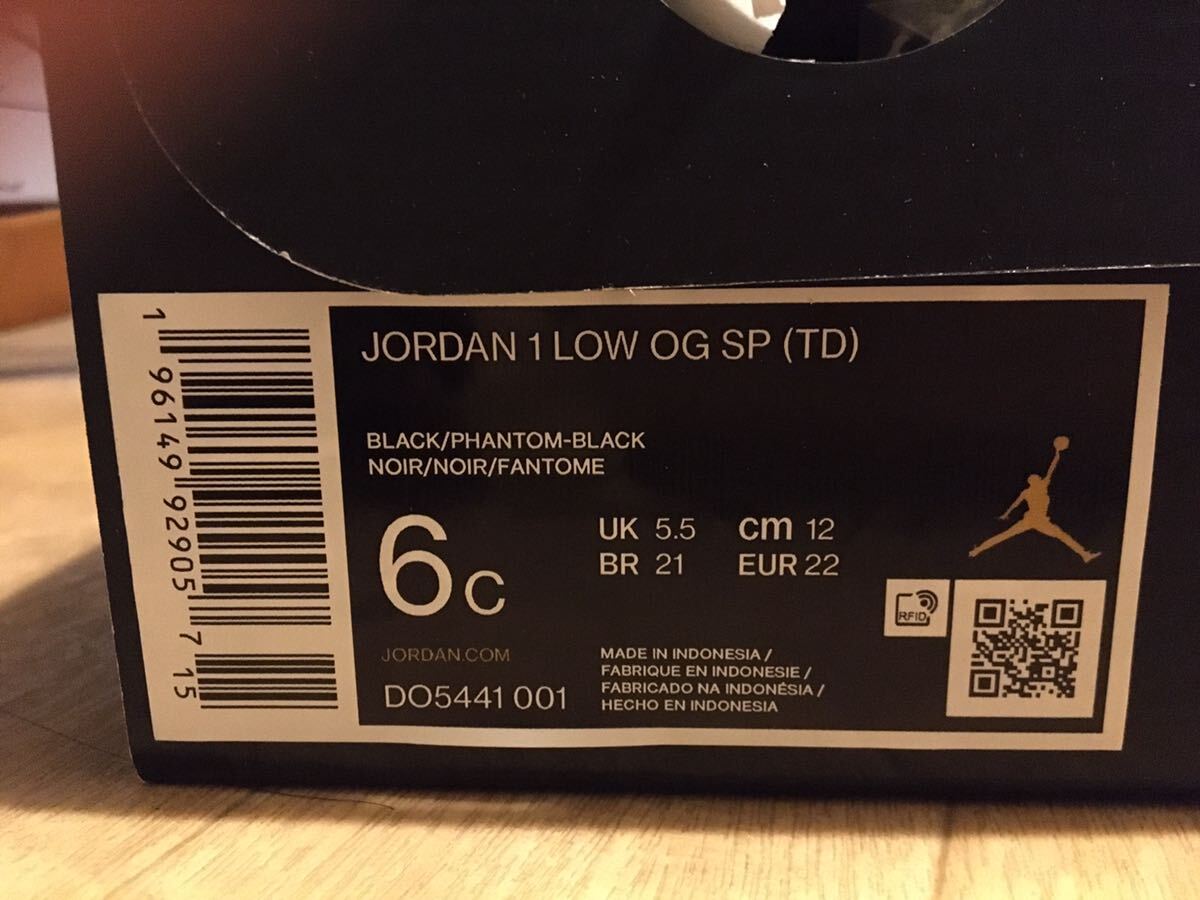 JORDAN 1 LOW OG SP (TD)
BLACK/PHANTOM-BLACK
NOIR/NOIR/FANTOME
6C
UK 5.5 cm 12
BR 21 EUR 22
RFID
JORDAN.COM
DO5441 001
MADE IN INDONESIA /
FABRIQUE EN INDONESIE /
FABRICADO NA INDONÉSIA /
HECHO EN INDONESIA
1 96149 92905 7 15